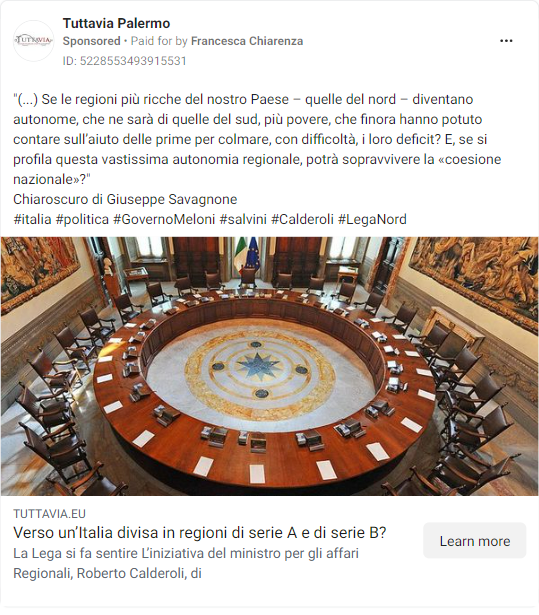 TUTTAVIA
Tuttavia Palermo
Sponsored • Paid for by Francesca Chiarenza
ID: 5228553493915531
"(...) Se le regioni più ricche del nostro Paese – quelle del nord – diventano
autonome, che ne sarà di quelle del sud, più povere, che finora hanno potuto
contare sull'aiuto delle prime per colmare, con difficoltà, i loro deficit? E, se si
profila questa vastissima autonomia regionale, potrà sopravvivere la «coesione
nazionale»?"
Chiaroscuro di Giuseppe Savagnone
#italia #politica #GovernoMeloni #salvini #Calderoli #LegaNord
TUTTAVIA.EU
Verso un'Italia divisa in regioni di serie A e di serie B?
La Lega si fa sentire L'iniziativa del ministro per gli affari
Regionali, Roberto Calderoli, di
Learn more